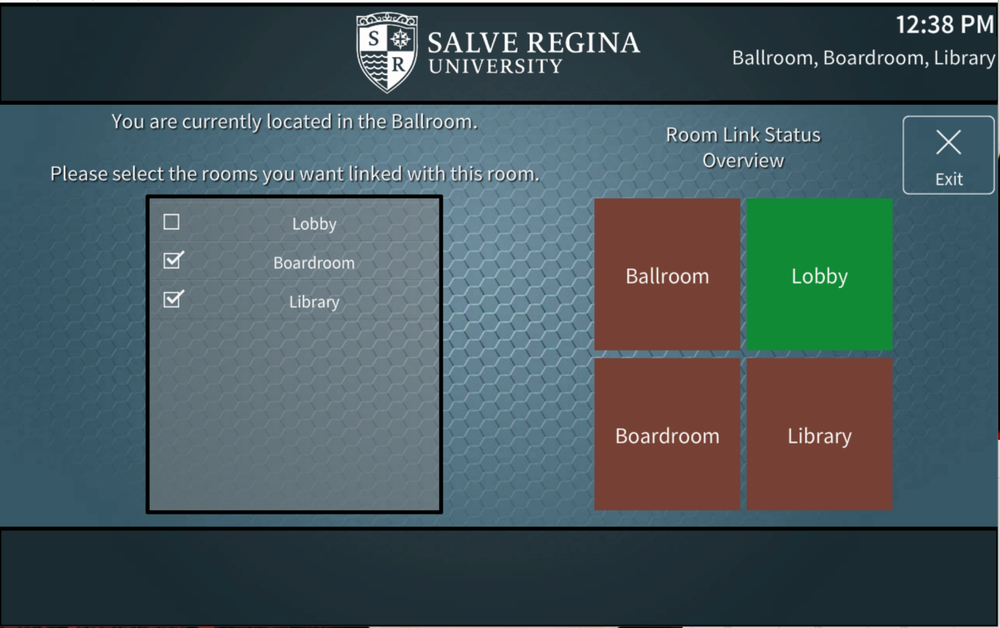 S
R
SALVE REGINA
UNIVERSITY
12:38 PM
Ballroom, Boardroom, Library
You are currently located in the Ballroom.
Please select the rooms you want linked with this room.
Lobby
Boardroom
Library
Room Link Status
Overview
Exit
Ballroom
Lobby
Boardroom
Library